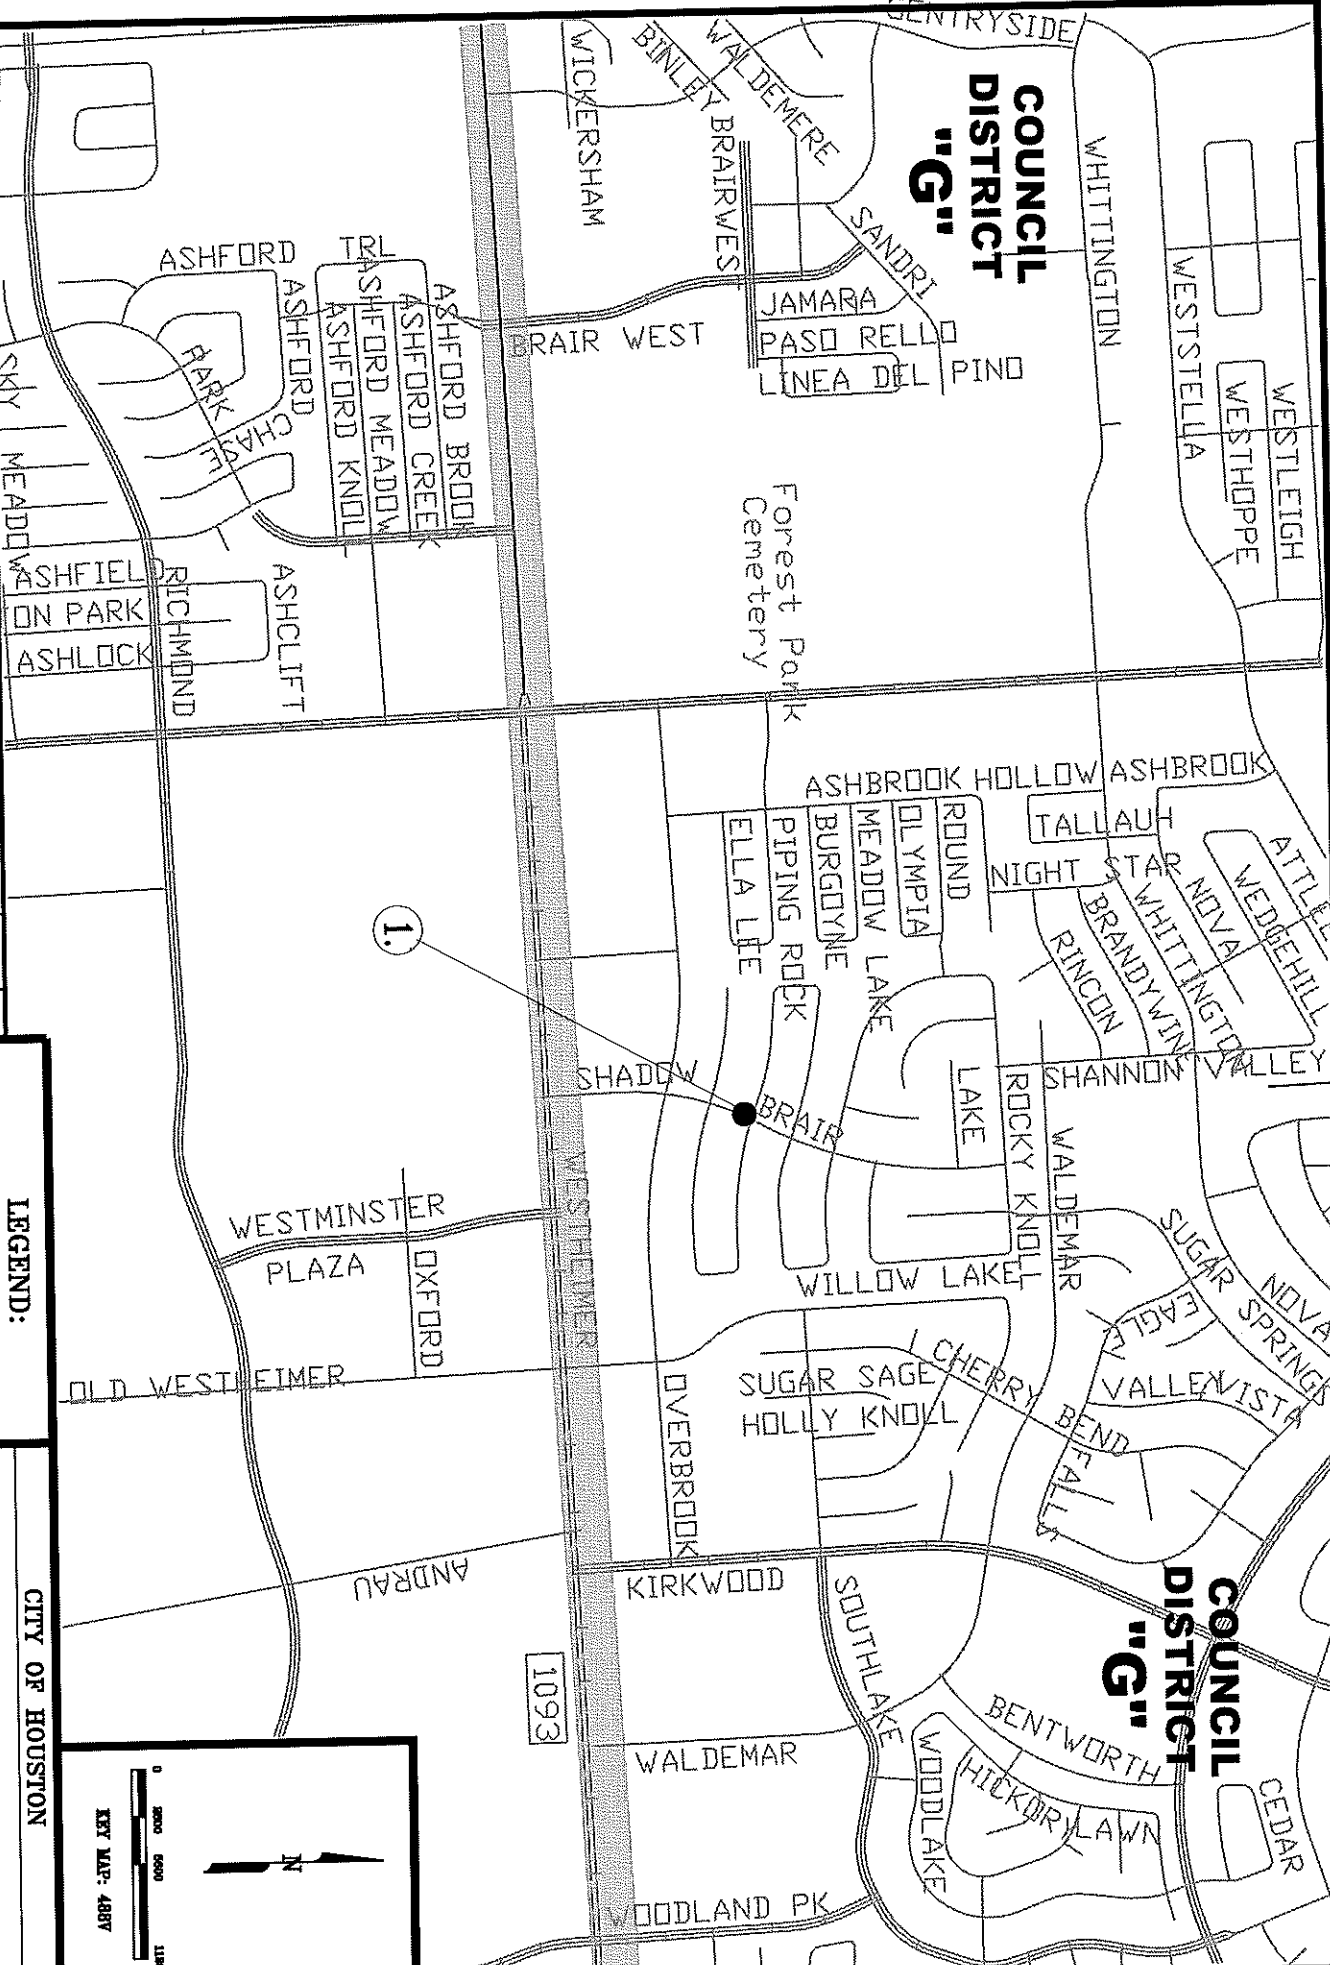 GENTRYSIDE
WALDEMERE
BINLEY
WICKERSHAM
COUNCIL
DISTRICT
"G"
BRAIRWEST
WHITTINGTON
SANDRI
JAMARA
PASO RELLO
LINEA DEL PINO
BRAIR WEST
WESTSTELLA
WESTHOPPE
WESTLEIGH
ASHFORD
TRL
ASHFORD
ASHFORD KNOLL
ASHFORD MEADOW
ASHFORD CREEK
ASHFORD BROOK
PARK
CHASE
SKY MEADOW
ASHFIELD
ON PARK
ASHLOCK
RICHMOND
ASHCLIFT
Forest Park
Cemetery
ASHBROOK
HOLLOW
ASHBROOK
TALLAUH
NIGHT STAR
ROUND
OLYMPIA
MEADOW LAKE
BURGOYNE
PIPING ROCK
ELLA LEE
WEDGEHILL
NOVA
WHITTINGTON
BRANDYWINE
RINCON
1.
SHADOW
BRAIR
LAKE
ROCKY KNOLL
SHANNON VALLEY
WALDEMAR
WESTHEIMER
WESTMINSTER
PLAZA
OXFORD
WILLOW LAKE
SUGAR SPRINGS
NOVA
EAGLE
FALLS
VALLEY VISTA
CHERRY BEND
SUGAR SAGE
HOLLY KNOLL
OLD WESTHEIMER
OVERBROOK
ANDRAU
KIRKWOOD
SOUTHLAKE
COUNCIL
DISTRICT
"G"
1093
WALDEMAR
BENTWORTH
HICKORY LAWN
WOODLAKE
CEDAR
WOODLAND PK
LEGEND:
CITY OF HOUSTON
N
KEY MAP: 488V